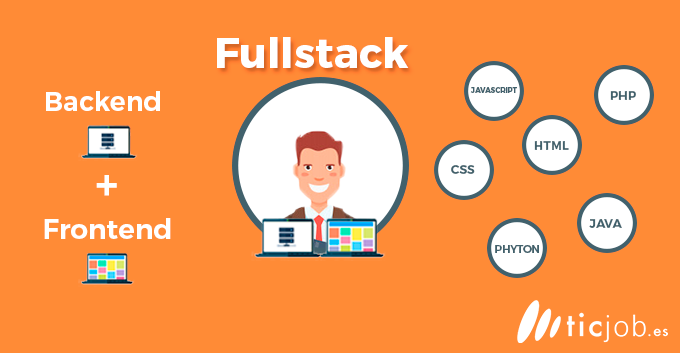 Fullstack
Backend
+
Frontend
JAVASCRIPT
PHP
HTML
CSS
JAVA
PHYTON
ticjob.es